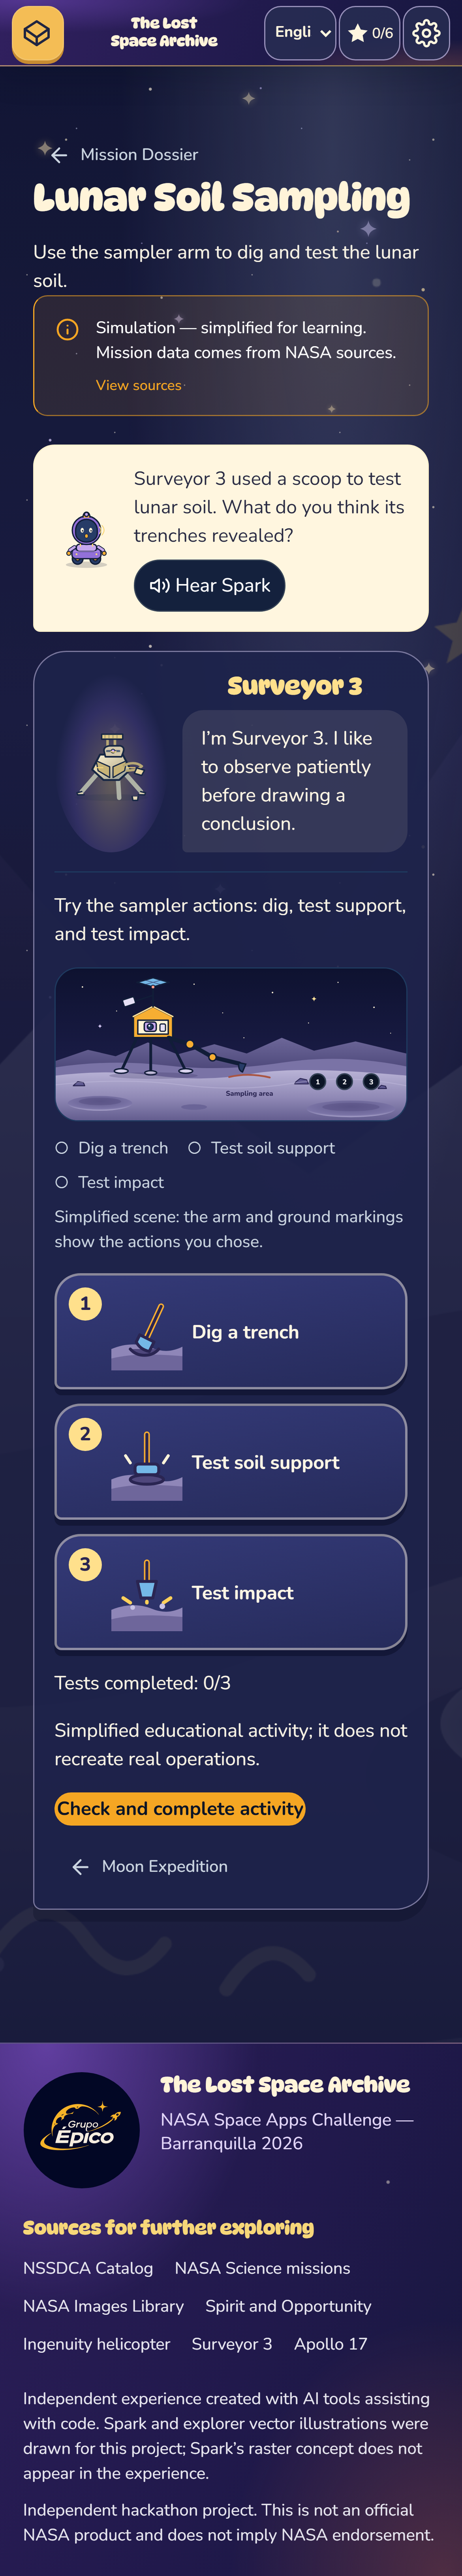 The Lost
Space Archive
Engli
0/6
Mission Dossier
Lunar Soil Sampling
Use the sampler arm to dig and test the lunar
soil.
Simulation — simplified for learning.
Mission data comes from NASA sources.
View sources
Surveyor 3 used a scoop to test
lunar soil. What do you think its
trenches revealed?
Hear Spark
Surveyor 3
I’m Surveyor 3. I like
to observe patiently
before drawing a
conclusion.
Try the sampler actions: dig, test support,
and test impact.
1 2 3
Sampling area
Dig a trench Test soil support
Test impact
Simplified scene: the arm and ground markings
show the actions you chose.
1
Dig a trench
2
Test soil support
3
Test impact
Tests completed: 0/3
Simplified educational activity; it does not
recreate real operations.
Check and complete activity
Moon Expedition
Grupo
Épico
The Lost Space Archive
NASA Space Apps Challenge —
Barranquilla 2026
Sources for further exploring
NSSDCA Catalog NASA Science missions
NASA Images Library Spirit and Opportunity
Ingenuity helicopter Surveyor 3 Apollo 17
Independent experience created with AI tools assisting
with code. Spark and explorer vector illustrations were
drawn for this project; Spark’s raster concept does not
appear in the experience.
Independent hackathon project. This is not an official
NASA product and does not imply NASA endorsement.